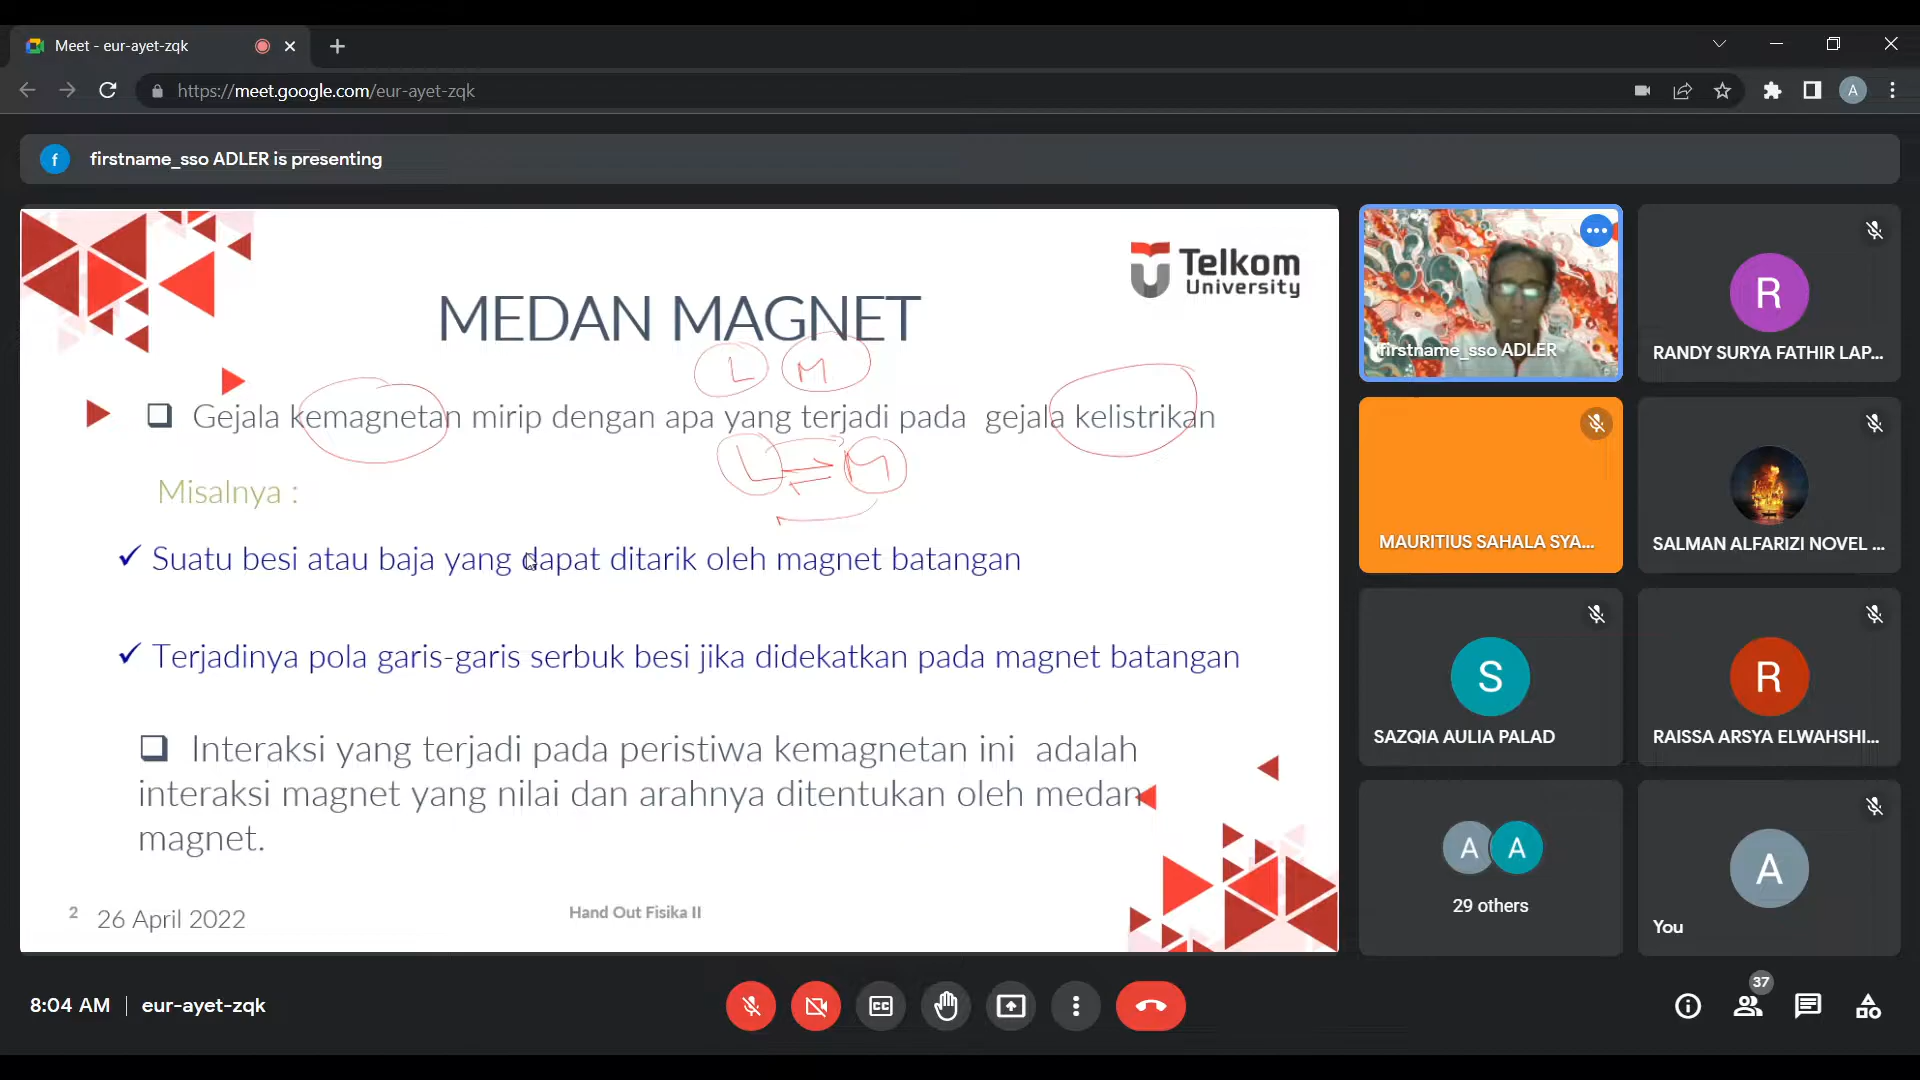 Meet - eur-ayet-zqk
https://meet.google.com/eur-ayet-zqk
A
f
firstname_sso ADLER is presenting
Telkom
University
MEDAN MAGNET
L M
Gejala kemagnetan mirip dengan apa yang terjadi pada gejala kelistrikan
L M
Misalnya :
Suatu besi atau baja yang dapat ditarik oleh magnet batangan
Terjadinya pola garis-garis serbuk besi jika didekatkan pada magnet batangan
Interaksi yang terjadi pada peristiwa kemagnetan ini adalah
interaksi magnet yang nilai dan arahnya ditentukan oleh medan
magnet.
2
26 April 2022
Hand Out Fisika II
firstname_sso ADLER
R
RANDY SURYA FATHIR LAP...
MAURITIUS SAHALA SYA...
SALMAN ALFARIZI NOVEL ...
S
SAZQIA AULIA PALAD
R
RAISSA ARSYA ELWAHSHI...
A A
29 others
A
You
8:04 AM
eur-ayet-zqk
CC
37